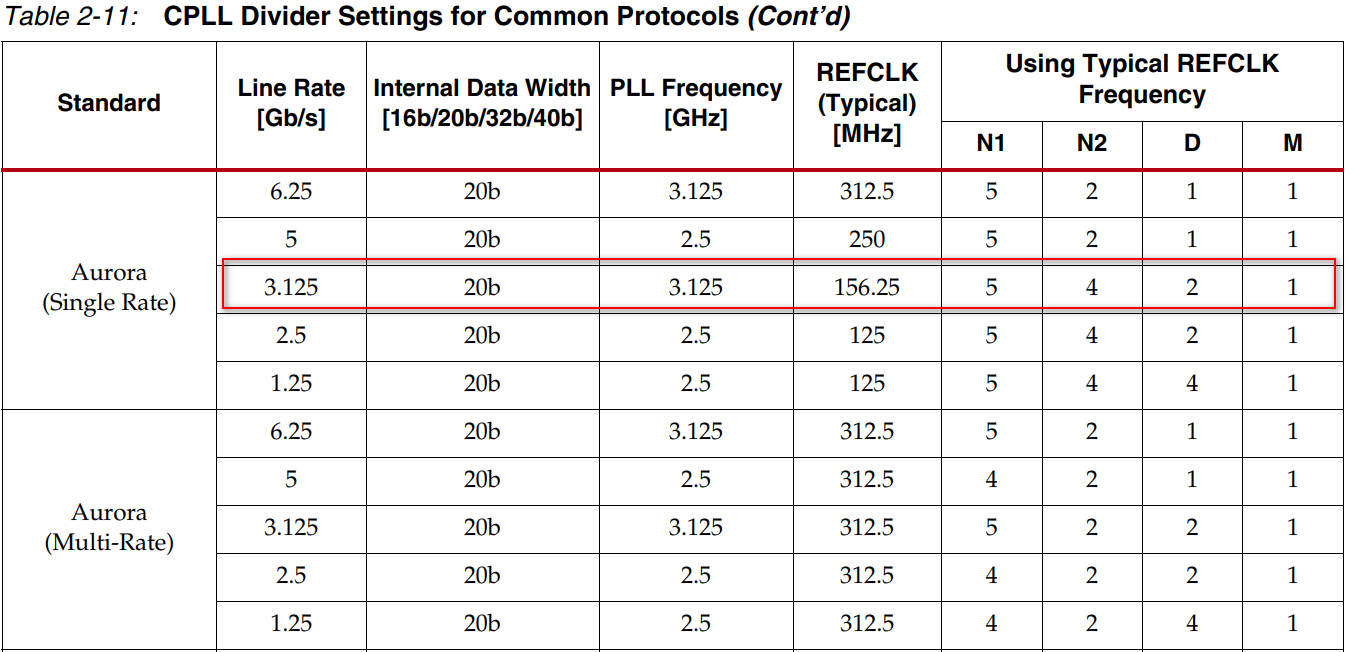 Table 2-11: CPLL Divider Settings for Common Protocols (Cont’d)
Standard
Line Rate
[Gb/s]
Internal Data Width
[16b/20b/32b/40b]
PLL Frequency
[GHz]
REFCLK
(Typical)
[MHz]
Using Typical REFCLK
Frequency
N1 N2 D M
Aurora
(Single Rate)
6.25 20b 3.125 312.5 5 2 1 1
5 20b 2.5 250 5 2 1 1
3.125 20b 3.125 156.25 5 4 2 1
2.5 20b 2.5 125 5 4 2 1
1.25 20b 2.5 125 5 4 4 1
Aurora
(Multi-Rate)
6.25 20b 3.125 312.5 5 2 1 1
5 20b 2.5 312.5 4 2 1 1
3.125 20b 3.125 312.5 5 2 2 1
2.5 20b 2.5 312.5 4 2 2 1
1.25 20b 2.5 312.5 4 2 4 1